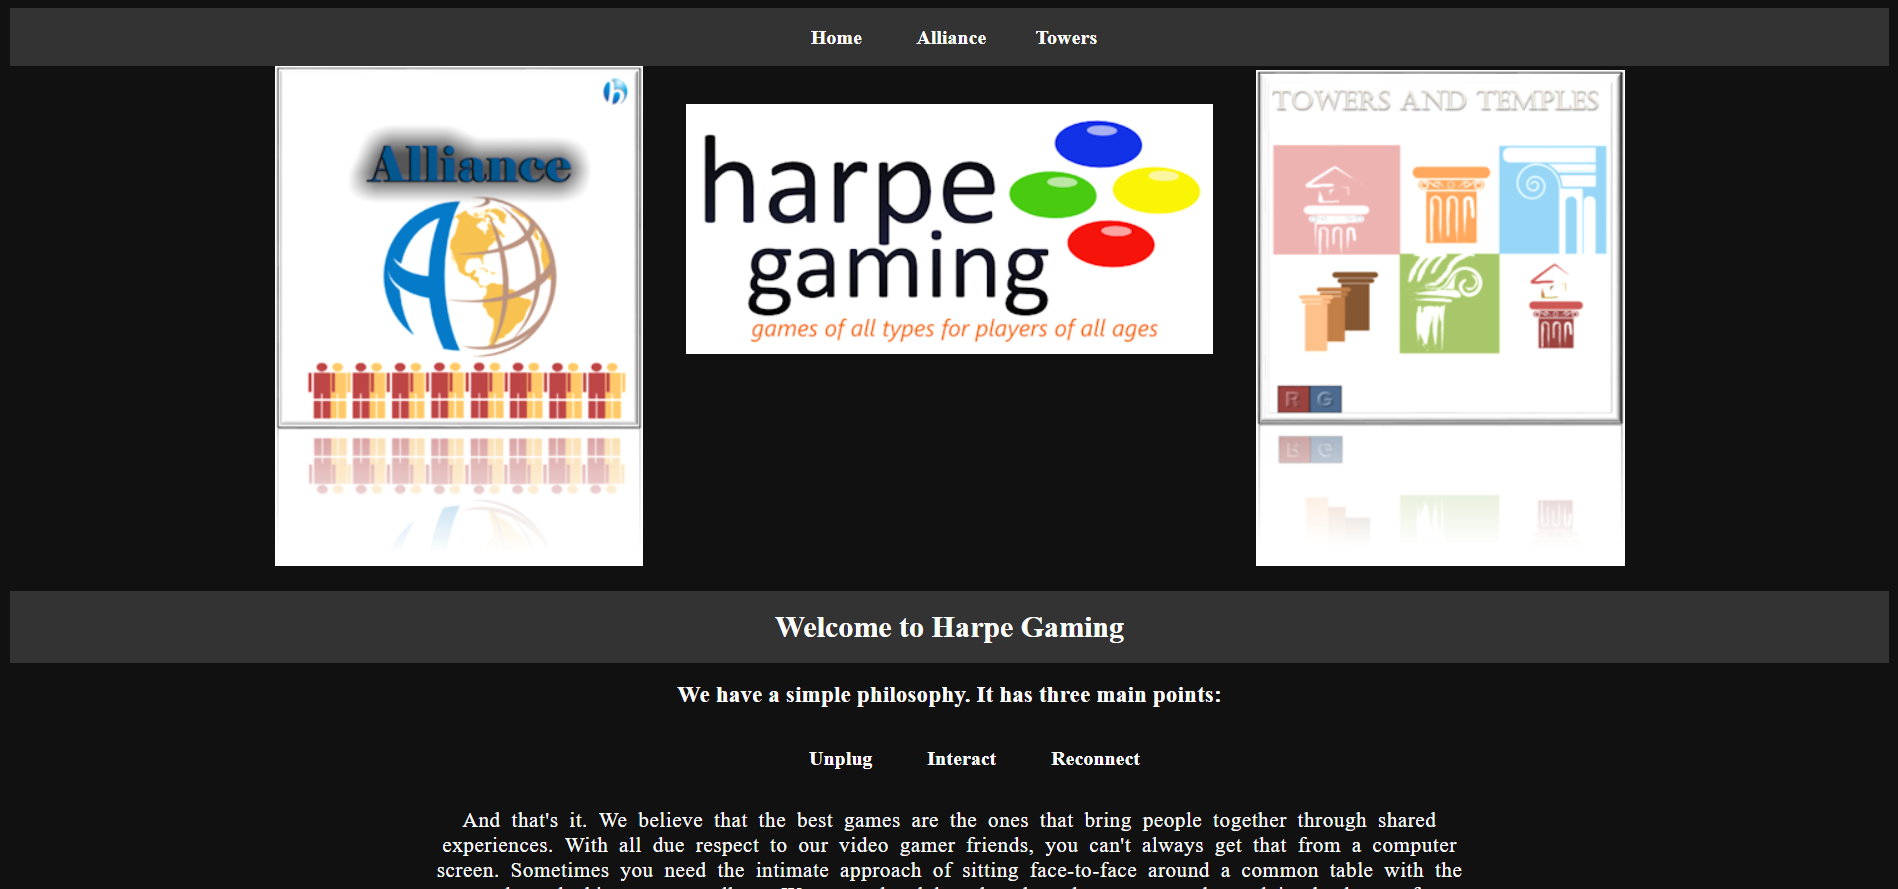 Home Alliance Towers
h
Alliance
harpe
gaming
games of all types for players of all ages
TOWERS AND TEMPLES
R G
Welcome to Harpe Gaming
We have a simple philosophy. It has three main points:
Unplug Interact Reconnect
And that's it. We believe that the best games are the ones that bring people together through shared
experiences. With all due respect to our video gamer friends, you can't always get that from a computer
screen. Sometimes you need the intimate approach of sitting face-to-face around a common table with the